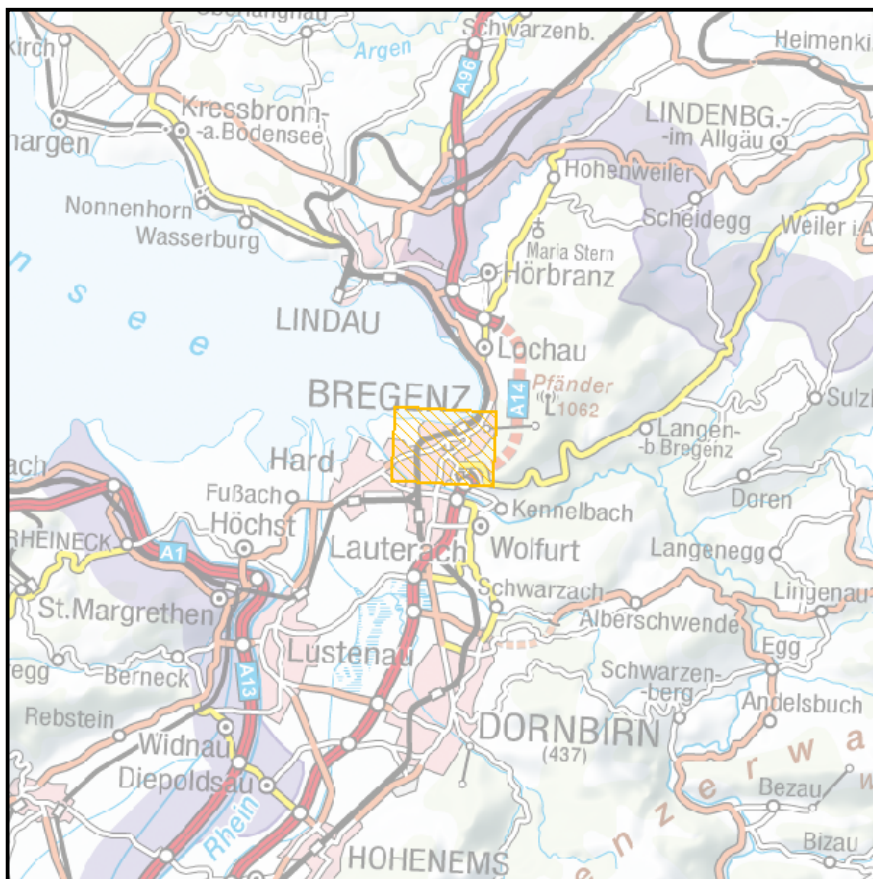 Oberlangnau
Schwarzenb.
kirch
Argen
Heimenki.
A96
Kressbronn-
-a.Bodensee
LINDENBG.-
-im Allgäu
nargen
Hohenweiler
Nonnenhorn
Scheidegg
Weiler i.A
Wasserburg
Maria Stern
n s e e
Hörbranz
LINDAU
Lochau
BREGENZ
A14
Pfänder
1062
Sulz
Langen-
-b Bregenz
Hard
ach
Fußach
Doren
Kennelbach
RHEINECK
Höchst
A1
Lauterach
Wolfurt
Langenegg
St.Margrethen
Schwarzach
Lingenau
Alberschwende
Lustenau
Egg
egg
Berneck
A13
Schwarzen-
-berg
Rebstein
Andelsbuch
Widnau
DORNBIRN
(437)
Diepoldsau
Rhein
Bezau
w
Bizau
HOHENEMS
e n z e r w a